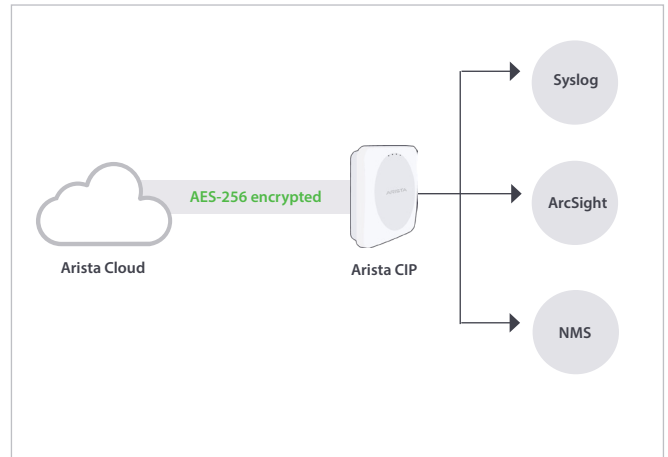 Syslog
AES-256 encrypted
ArcSight
Arista Cloud
Arista CIP
NMS